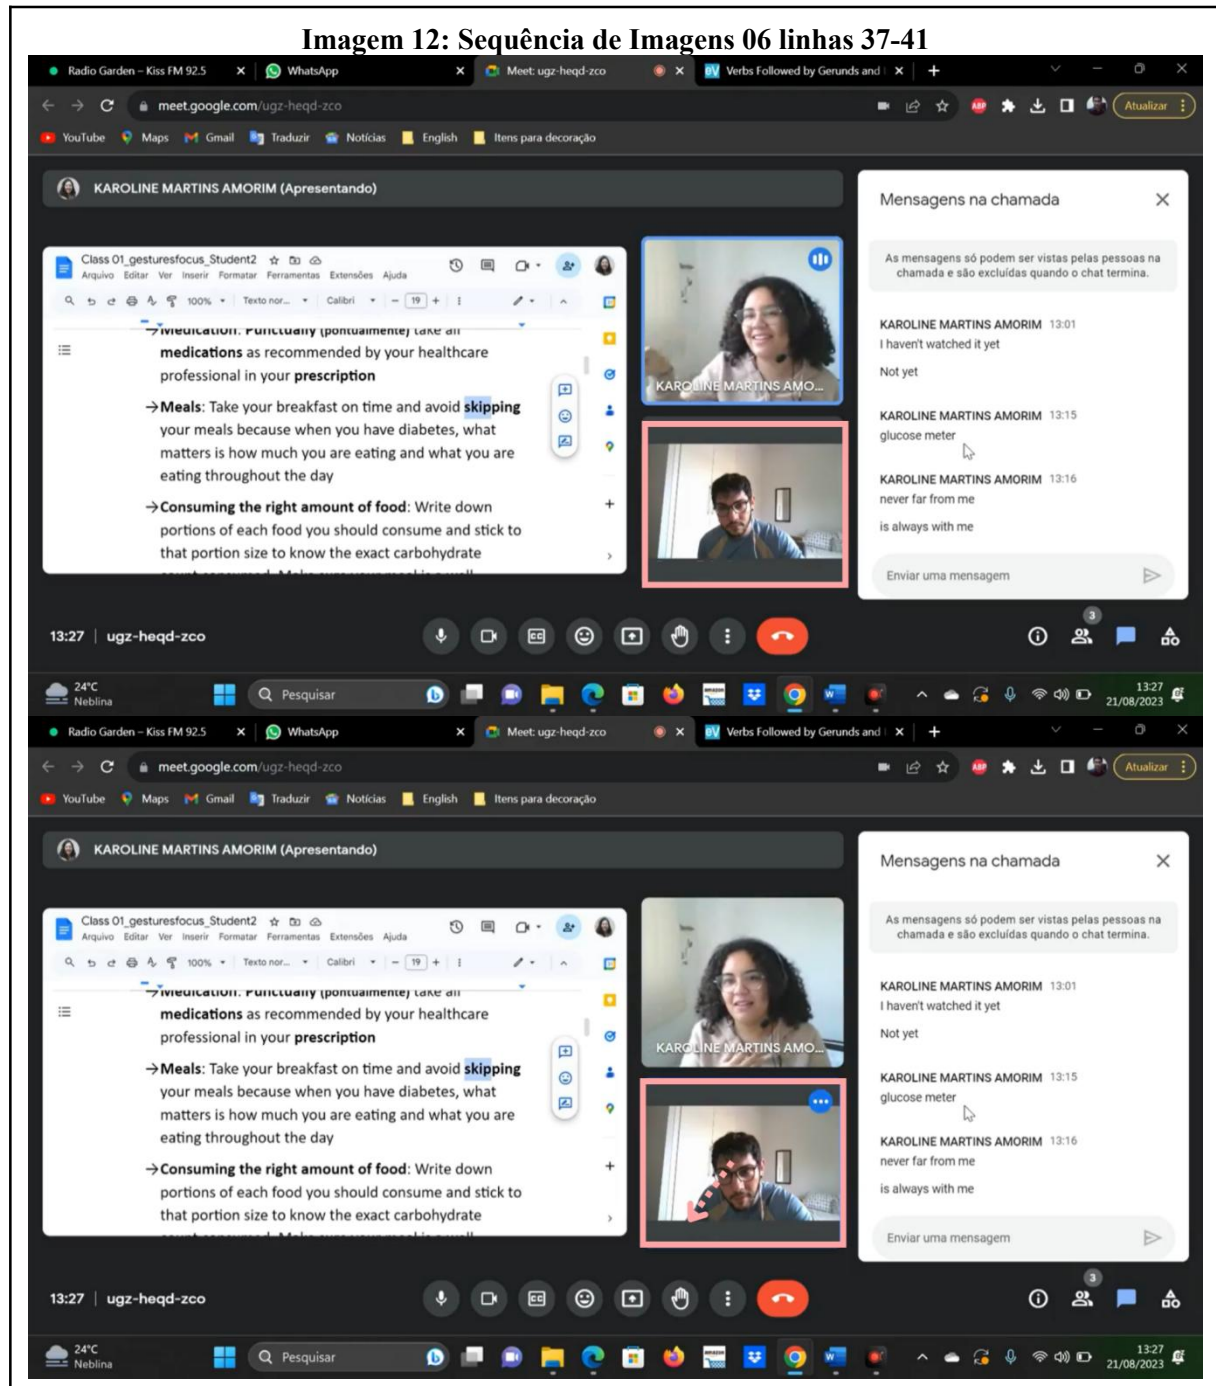 Imagem 12: Sequência de Imagens 06 linhas 37-41
Radio Garden – Kiss FM 92.5 WhatsApp Meet: ugz-heqd-zco Verbs Followed by Gerunds and
meet.google.com/ugz-heqd-zco Atualizar
YouTube Maps Gmail Traduzir Notícias English Itens para decoração
KAROLINE MARTINS AMORIM (Apresentando)
Class 01_gesturesfocus_Student2
Arquivo Editar Ver Inserir Formatar Ferramentas Extensões Ajuda
100% Texto nor... Calibri 19
→Medication: Punctually (pontualmente) take all
medications as recommended by your healthcare
professional in your prescription
→Meals: Take your breakfast on time and avoid skipping
your meals because when you have diabetes, what
matters is how much you are eating and what you are
eating throughout the day
→Consuming the right amount of food: Write down
portions of each food you should consume and stick to
that portion size to know the exact carbohydrate
KAROLINE MARTINS AMO...
Mensagens na chamada
As mensagens só podem ser vistas pelas pessoas na
chamada e são excluídas quando o chat termina.
KAROLINE MARTINS AMORIM 13:01
I haven't watched it yet
Not yet
KAROLINE MARTINS AMORIM 13:15
glucose meter
KAROLINE MARTINS AMORIM 13:16
never far from me
is always with me
Enviar uma mensagem
13:27 | ugz-heqd-zco
3
24°C
Neblina
Pesquisar
13:27
21/08/2023
Radio Garden – Kiss FM 92.5 WhatsApp Meet: ugz-heqd-zco Verbs Followed by Gerunds and
meet.google.com/ugz-heqd-zco Atualizar
YouTube Maps Gmail Traduzir Notícias English Itens para decoração
KAROLINE MARTINS AMORIM (Apresentando)
Class 01_gesturesfocus_Student2
Arquivo Editar Ver Inserir Formatar Ferramentas Extensões Ajuda
100% Texto nor... Calibri 19
→Medication: Punctually (pontualmente) take all
medications as recommended by your healthcare
professional in your prescription
→Meals: Take your breakfast on time and avoid skipping
your meals because when you have diabetes, what
matters is how much you are eating and what you are
eating throughout the day
→Consuming the right amount of food: Write down
portions of each food you should consume and stick to
that portion size to know the exact carbohydrate
KAROLINE MARTINS AMO...
Mensagens na chamada
As mensagens só podem ser vistas pelas pessoas na
chamada e são excluídas quando o chat termina.
KAROLINE MARTINS AMORIM 13:01
I haven't watched it yet
Not yet
KAROLINE MARTINS AMORIM 13:15
glucose meter
KAROLINE MARTINS AMORIM 13:16
never far from me
is always with me
Enviar uma mensagem
13:27 | ugz-heqd-zco
3
24°C
Neblina
Pesquisar
13:27
21/08/2023